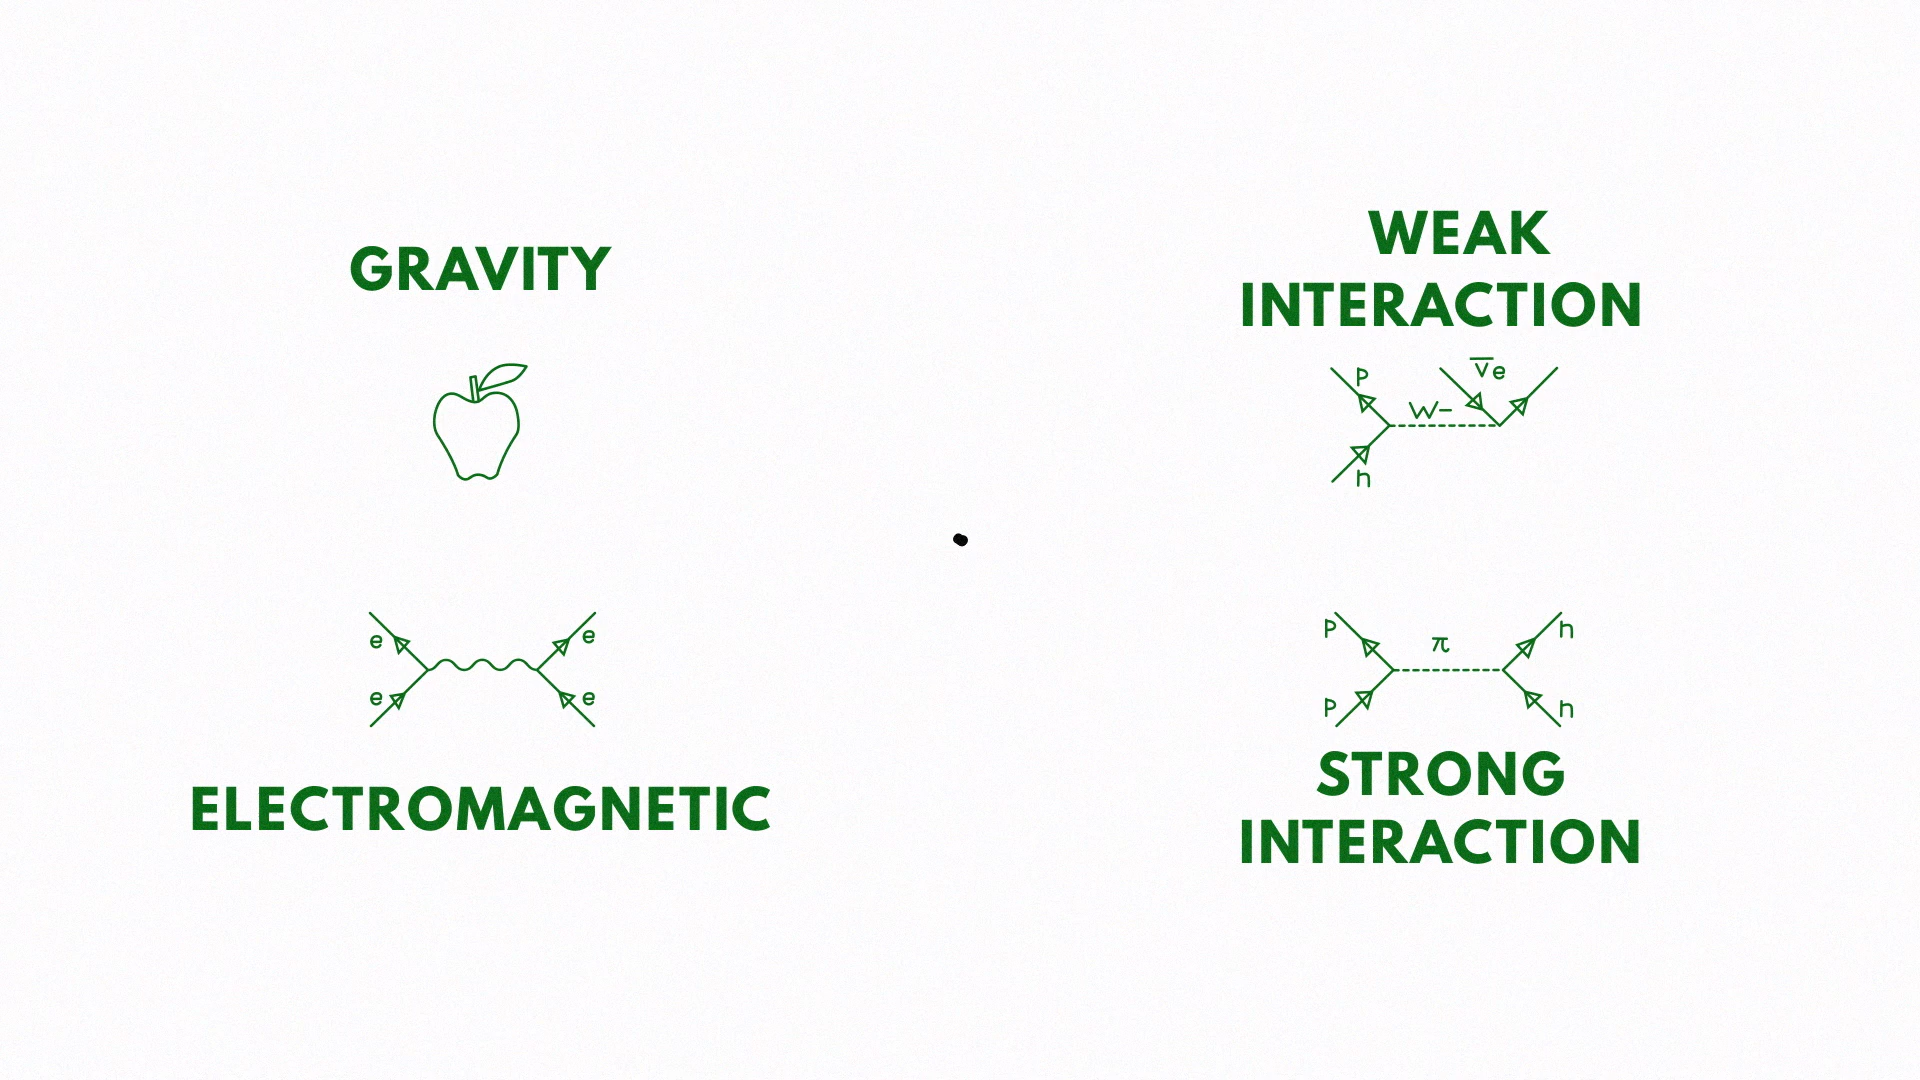 GRAVITY
WEAK
INTERACTION
p
v̅e
W-
n
e
e
e
e
ELECTROMAGNETIC
p
π
n
p
n
STRONG
INTERACTION